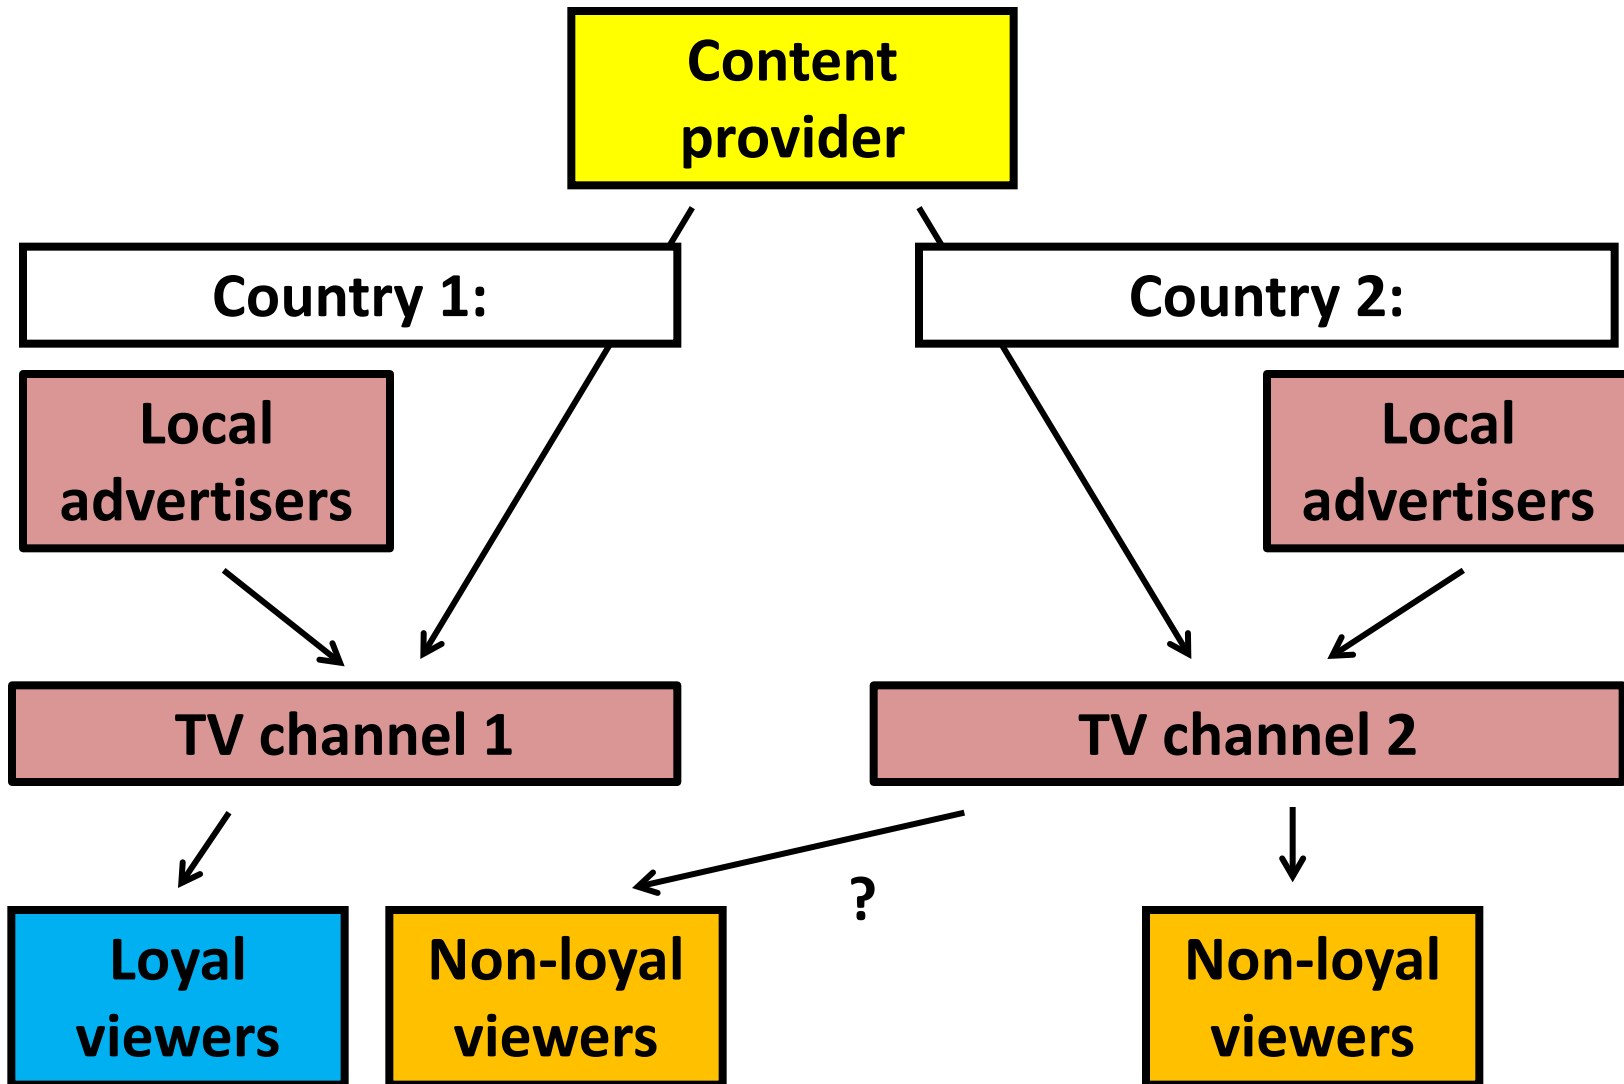 Content
provider
Country 1:
Country 2:
Local
advertisers
Local
advertisers
TV channel 1
TV channel 2
?
Loyal
viewers
Non-loyal
viewers
Non-loyal
viewers